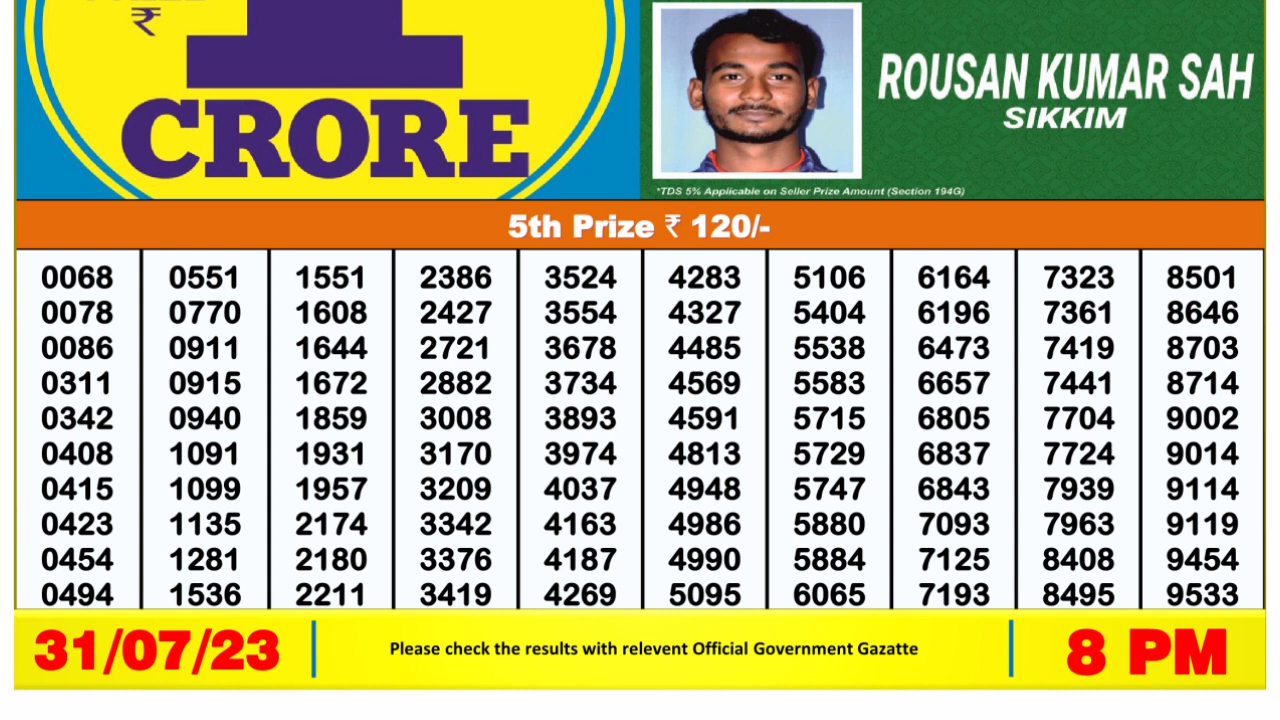 ₹
1
CRORE
ROUSAN KUMAR SAH
SIKKIM
*TDS 5% Applicable on Seller Prize Amount (Section 194G)
5th Prize ₹ 120/-
0068 0551 1551 2386 3524 4283 5106 6164 7323 8501
0078 0770 1608 2427 3554 4327 5404 6196 7361 8646
0086 0911 1644 2721 3678 4485 5538 6473 7419 8703
0311 0915 1672 2882 3734 4569 5583 6657 7441 8714
0342 0940 1859 3008 3893 4591 5715 6805 7704 9002
0408 1091 1931 3170 3974 4813 5729 6837 7724 9014
0415 1099 1957 3209 4037 4948 5747 6843 7939 9114
0423 1135 2174 3342 4163 4986 5880 7093 7963 9119
0454 1281 2180 3376 4187 4990 5884 7125 8408 9454
0494 1536 2211 3419 4269 5095 6065 7193 8495 9533
31/07/23 Please check the results with relevent Official Government Gazatte 8 PM